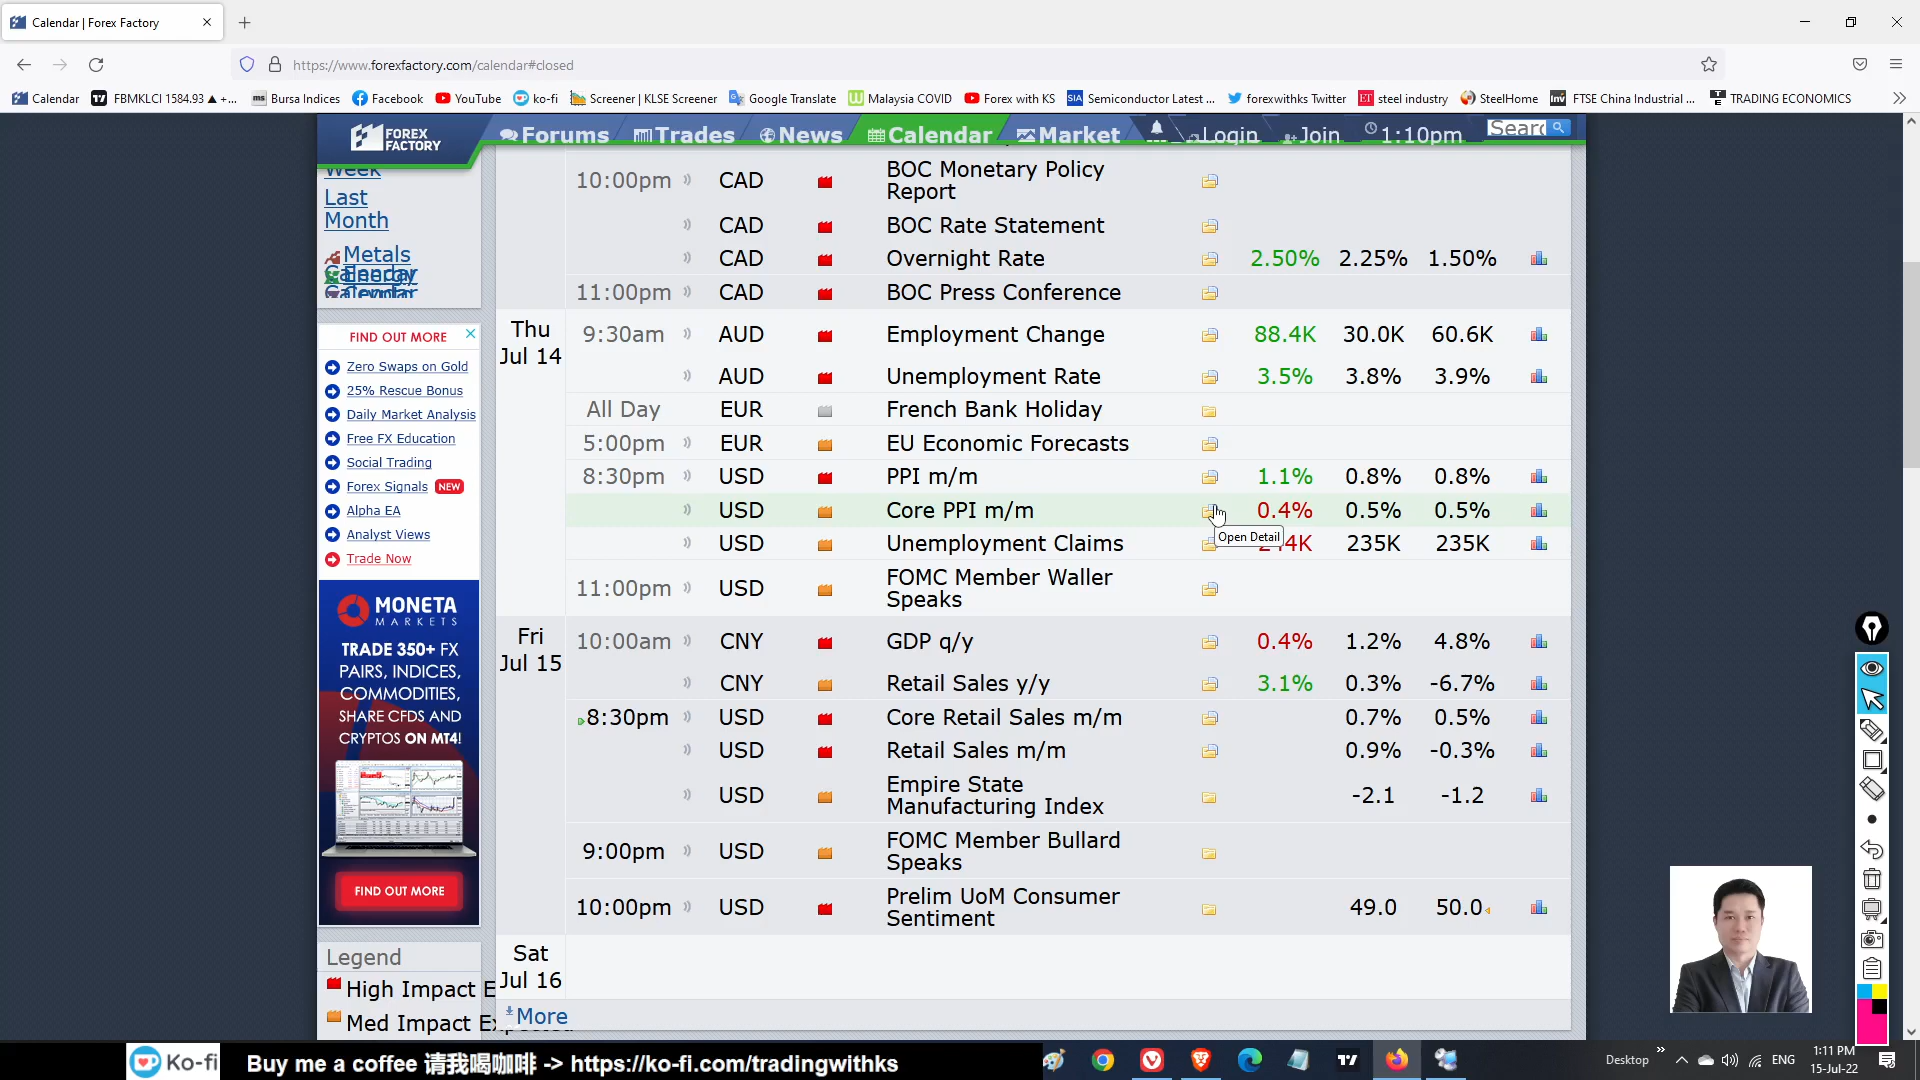 Calendar | Forex Factory
https://www.forexfactory.com/calendar#closed
Calendar FBMKLCI 1584.93 ▲ +... Bursa Indices Facebook YouTube ko-fi Screener | KLSE Screener Google Translate Malaysia COVID Forex with KS Semiconductor Latest ... forexwithks Twitter steel industry SteelHome FTSE China Industrial ... TRADING ECONOMICS
FOREX FACTORY Forums Trades News Calendar Market Login Join 1:10pm Searc
Week
Last
Month
Metals
Calendar
Energy
Calendar
Crypto
FIND OUT MORE
Zero Swaps on Gold
25% Rescue Bonus
Daily Market Analysis
Free FX Education
Social Trading
Forex Signals NEW
Alpha EA
Analyst Views
Trade Now
MONETA
MARKETS
TRADE 350+ FX
PAIRS, INDICES,
COMMODITIES,
SHARE CFDS AND
CRYPTOS ON MT4!
FIND OUT MORE
Legend
High Impact E
Med Impact Expected
10:00pm CAD BOC Monetary Policy
Report
CAD BOC Rate Statement
CAD Overnight Rate 2.50% 2.25% 1.50%
11:00pm CAD BOC Press Conference
Thu
Jul 14
9:30am AUD Employment Change 88.4K 30.0K 60.6K
AUD Unemployment Rate 3.5% 3.8% 3.9%
All Day EUR French Bank Holiday
5:00pm EUR EU Economic Forecasts
8:30pm USD PPI m/m 1.1% 0.8% 0.8%
USD Core PPI m/m 0.4% 0.5% 0.5%
Open Detail
USD Unemployment Claims 235K 235K
11:00pm USD FOMC Member Waller
Speaks
Fri
Jul 15
10:00am CNY GDP q/y 0.4% 1.2% 4.8%
CNY Retail Sales y/y 3.1% 0.3% -6.7%
8:30pm USD Core Retail Sales m/m 0.7% 0.5%
USD Retail Sales m/m 0.9% -0.3%
USD Empire State
Manufacturing Index -2.1 -1.2
9:00pm USD FOMC Member Bullard
Speaks
10:00pm USD Prelim UoM Consumer
Sentiment 49.0 50.0
Sat
Jul 16
More
Ko-fi Buy me a coffee 请我喝咖啡 -> https://ko-fi.com/tradingwithks
Desktop ENG 1:11 PM
15-Jul-22